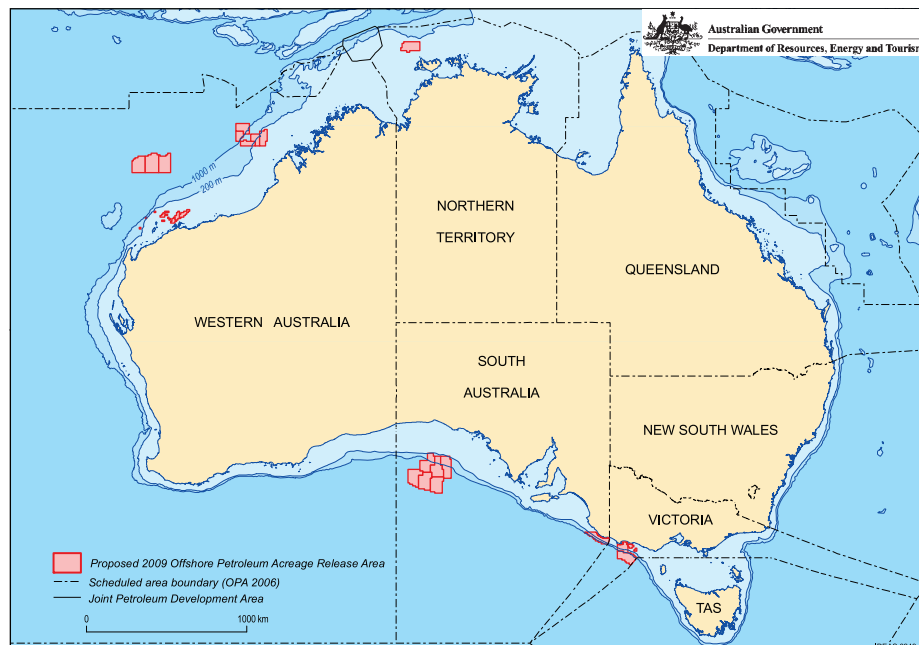 Australian Government
Department of Resources, Energy and Tourism
1000 m
200 m
NORTHERN
TERRITORY
QUEENSLAND
WESTERN AUSTRALIA
SOUTH
AUSTRALIA
NEW SOUTH WALES
VICTORIA
TAS
Proposed 2009 Offshore Petroleum Acreage Release Area
Scheduled area boundary (OPA 2006)
Joint Petroleum Development Area
0
1000 km